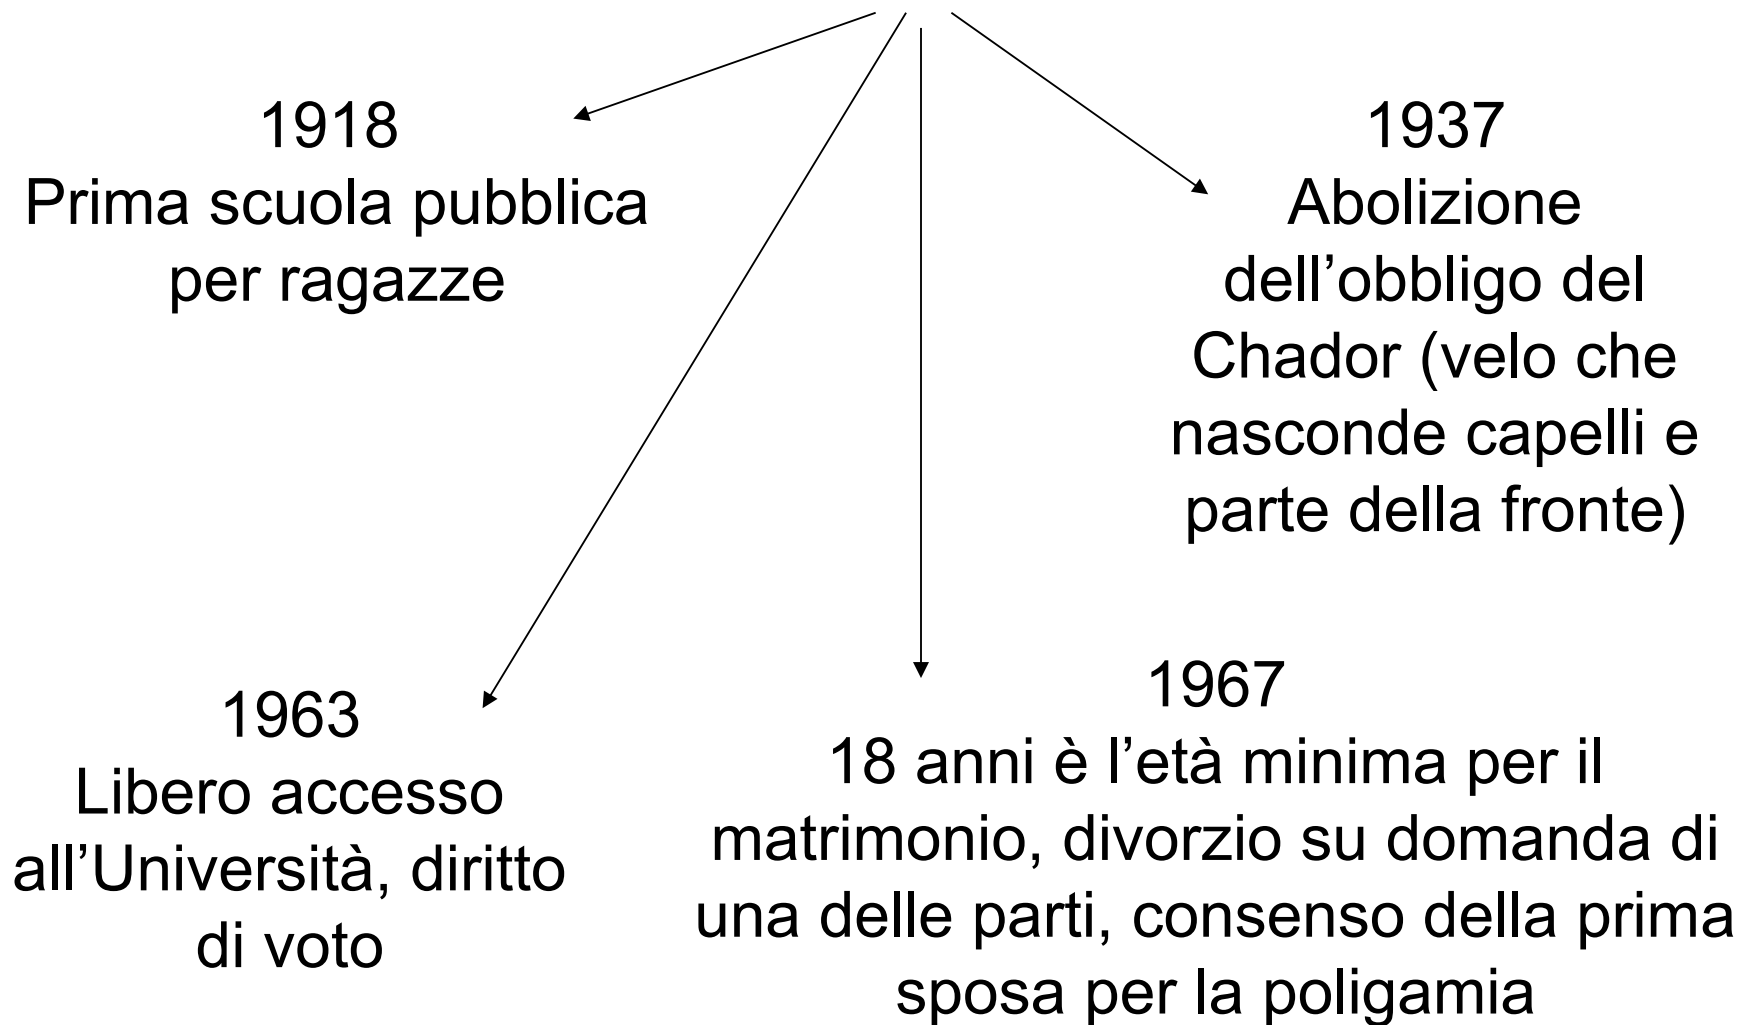 1918
Prima scuola pubblica
per ragazze
1937
Abolizione
dell’obbligo del
Chador (velo che
nasconde capelli e
parte della fronte)
1963
Libero accesso
all’Università, diritto
di voto
1967
18 anni è l’età minima per il
matrimonio, divorzio su domanda di
una delle parti, consenso della prima
sposa per la poligamia